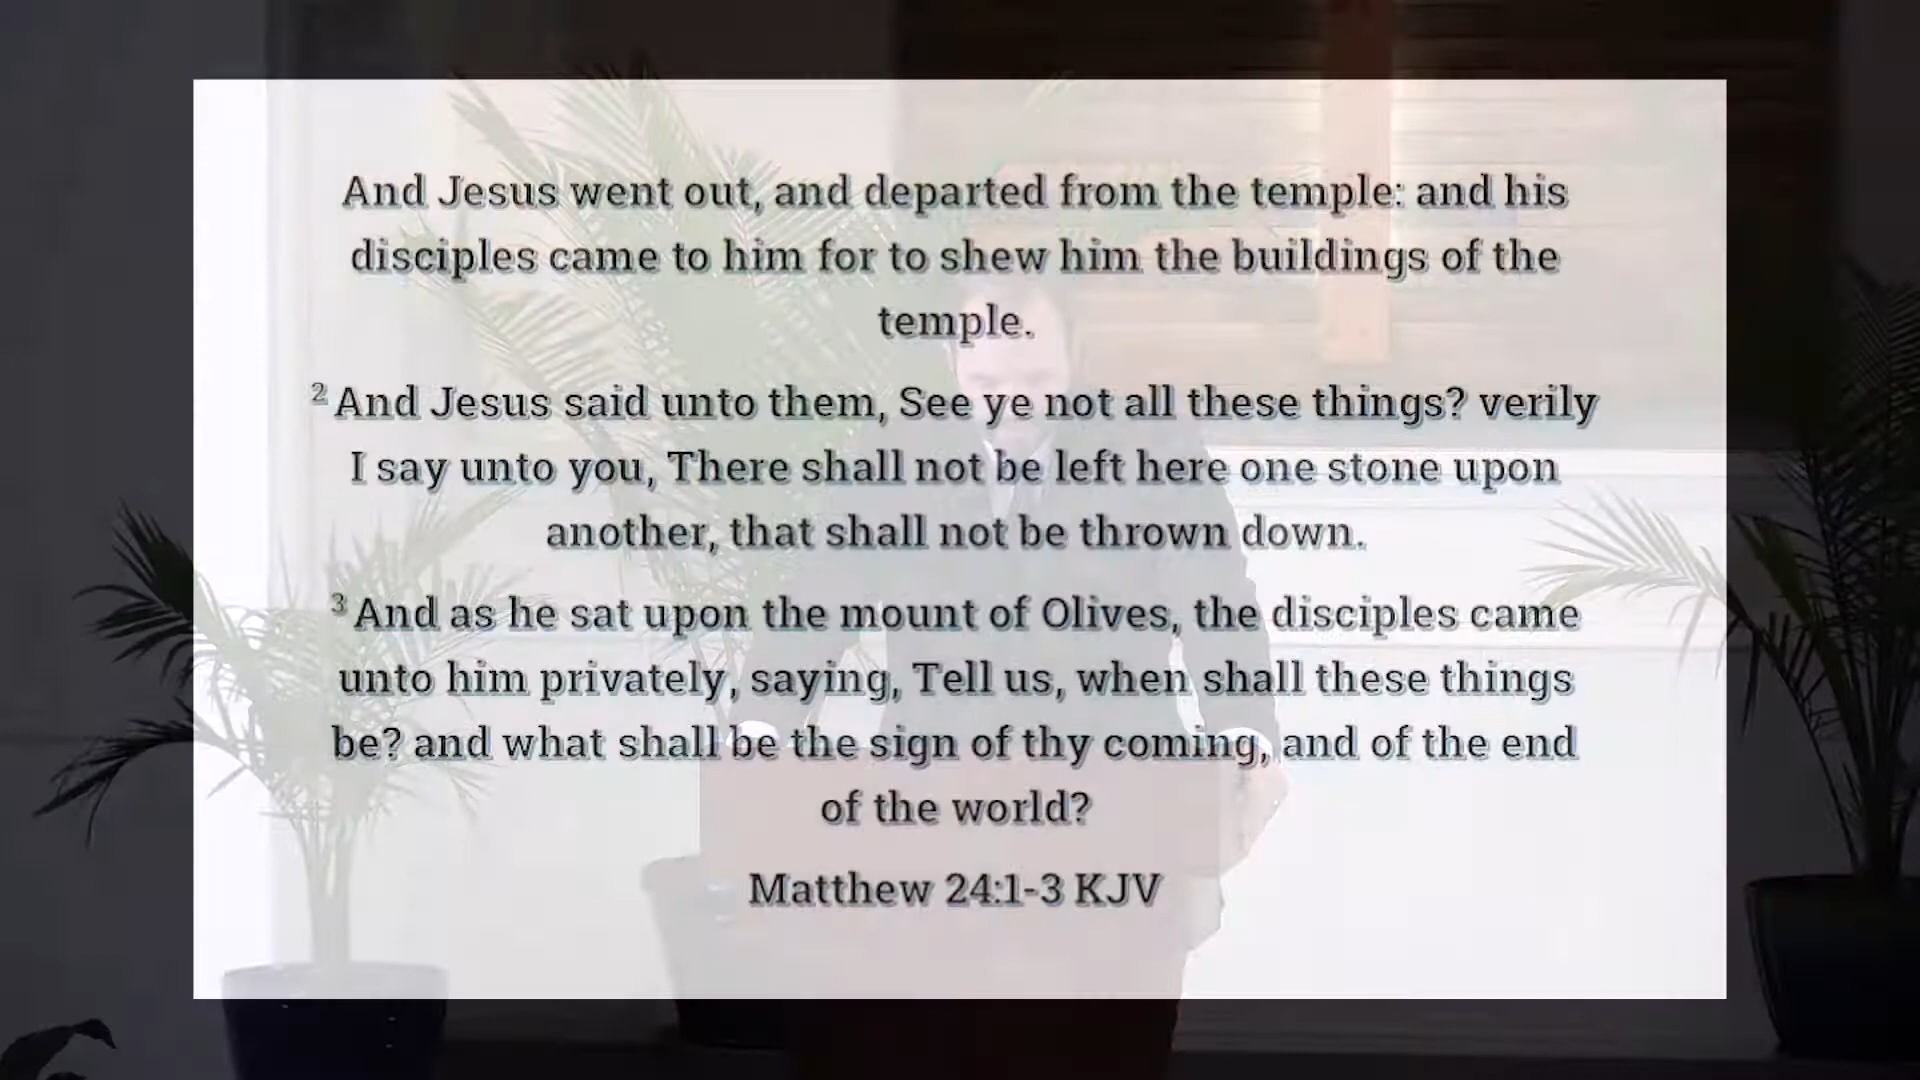 And Jesus went out, and departed from the temple: and his
disciples came to him for to shew him the buildings of the
temple.
2 And Jesus said unto them, See ye not all these things? verily
I say unto you, There shall not be left here one stone upon
another, that shall not be thrown down.
3 And as he sat upon the mount of Olives, the disciples came
unto him privately, saying, Tell us, when shall these things
be? and what shall be the sign of thy coming, and of the end
of the world?
Matthew 24:1-3 KJV